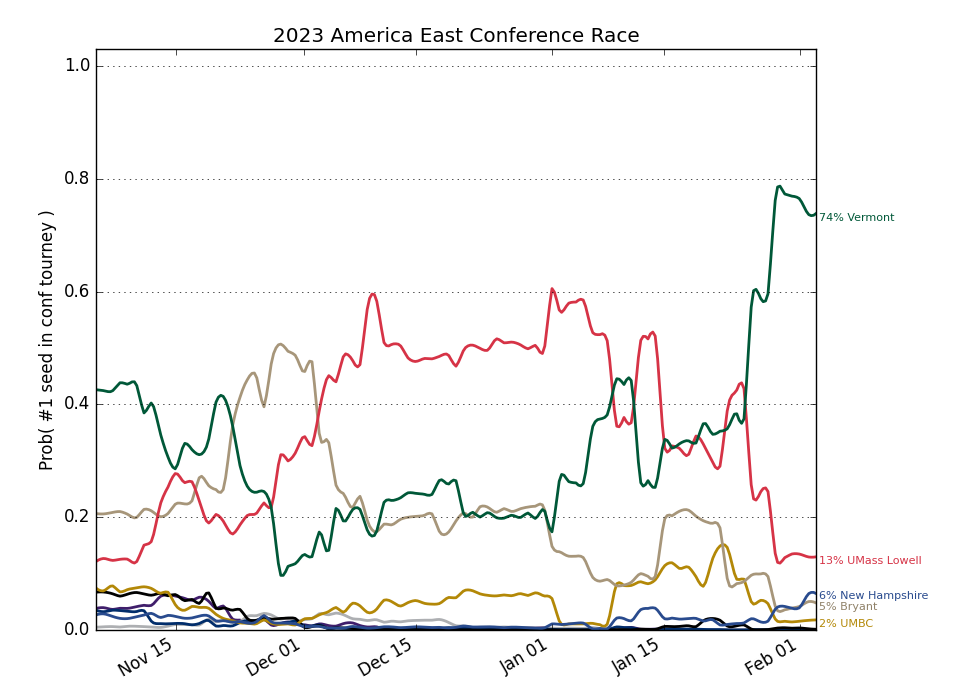 2023 America East Conference Race
1.0
0.8
0.6
0.4
0.2
0.0
Prob( #1 seed in conf tourney )
74% Vermont
13% UMass Lowell
6% New Hampshire
5% Bryant
2% UMBC
Nov 15
Dec 01
Dec 15
Jan 01
Jan 15
Feb 01